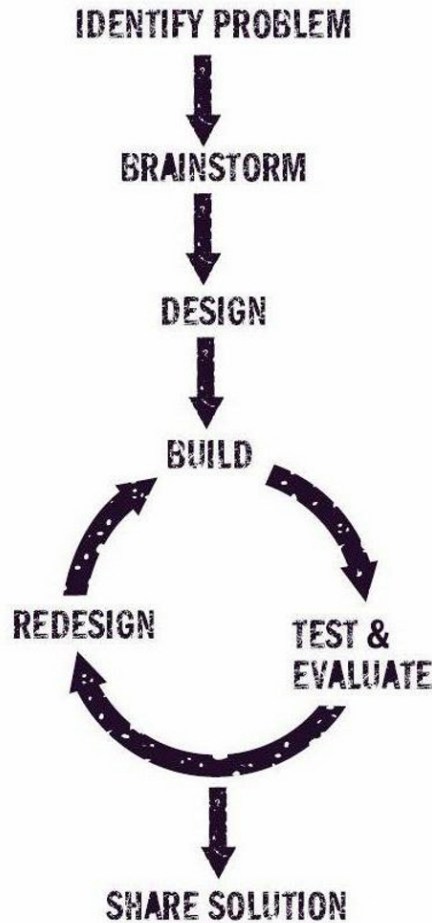 IDENTIFY PROBLEM
BRAINSTORM
DESIGN
BUILD
REDESIGN
TEST &
EVALUATE
SHARE SOLUTION